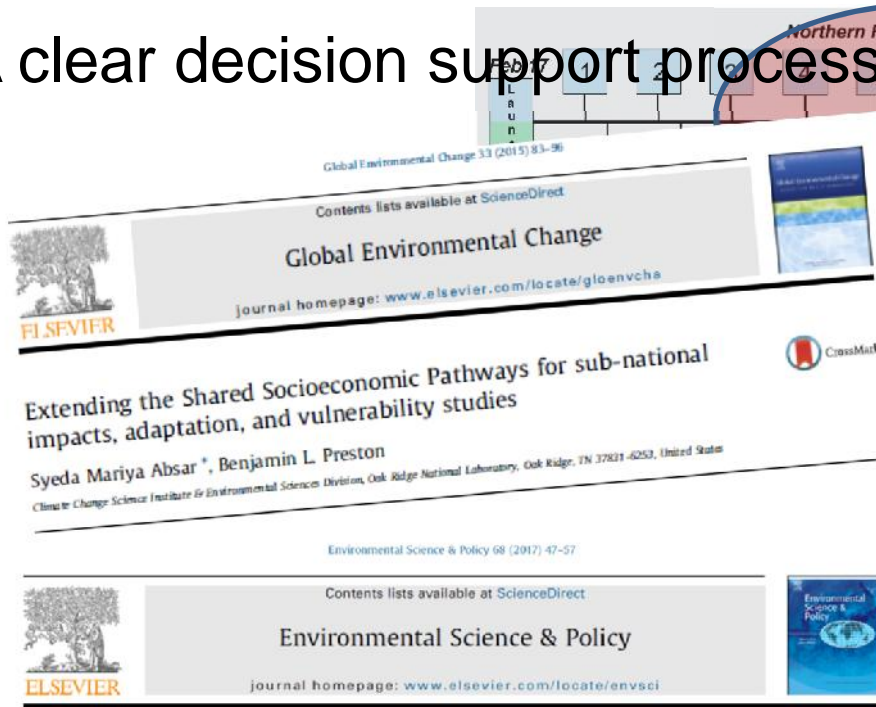 Northern
clear decision support process
Feb 17
1 2 3 4
L
a
u
n
Global Environmental Change 33 (2015) 83–96
Contents lists available at ScienceDirect
Global Environmental Change
journal homepage: www.elsevier.com/locate/gloenvcha
ELSEVIER
CrossMark
Extending the Shared Socioeconomic Pathways for sub-national
impacts, adaptation, and vulnerability studies
Syeda Mariya Absar *, Benjamin L. Preston
Climate Change Science Institute & Environmental Sciences Division, Oak Ridge National Laboratory, Oak Ridge, TN 37831-6253, United States
Environmental Science & Policy 68 (2017) 47–57
Contents lists available at ScienceDirect
Environmental Science & Policy
journal homepage: www.elsevier.com/locate/envsci
ELSEVIER
Environmental
Science &
Policy